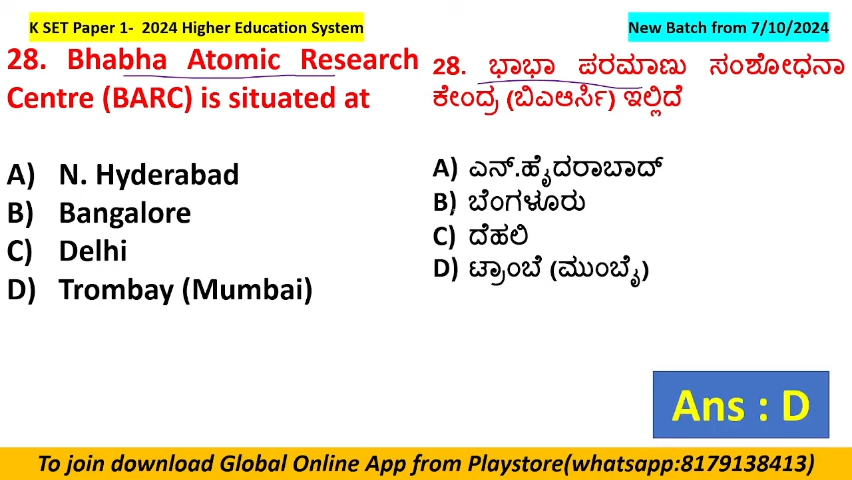 K SET Paper 1- 2024 Higher Education System
New Batch from 7/10/2024
28. Bhabha Atomic Research
Centre (BARC) is situated at
A) N. Hyderabad
B) Bangalore
C) Delhi
D) Trombay (Mumbai)
28. ಭಾಭಾ ಪರಮಾಣು ಸಂಶೋಧನಾ
ಕೇಂದ್ರ (ಬಿಎಆರ್ಸಿ) ಇಲ್ಲಿದೆ
A) ಎನ್.ಹೈದರಾಬಾದ್
B) ಬೆಂಗಳೂರು
C) ದೆಹಲಿ
D) ಟ್ರಾಂಬೆ (ಮುಂಬೈ)
Ans : D
To join download Global Online App from Playstore(whatsapp:8179138413)